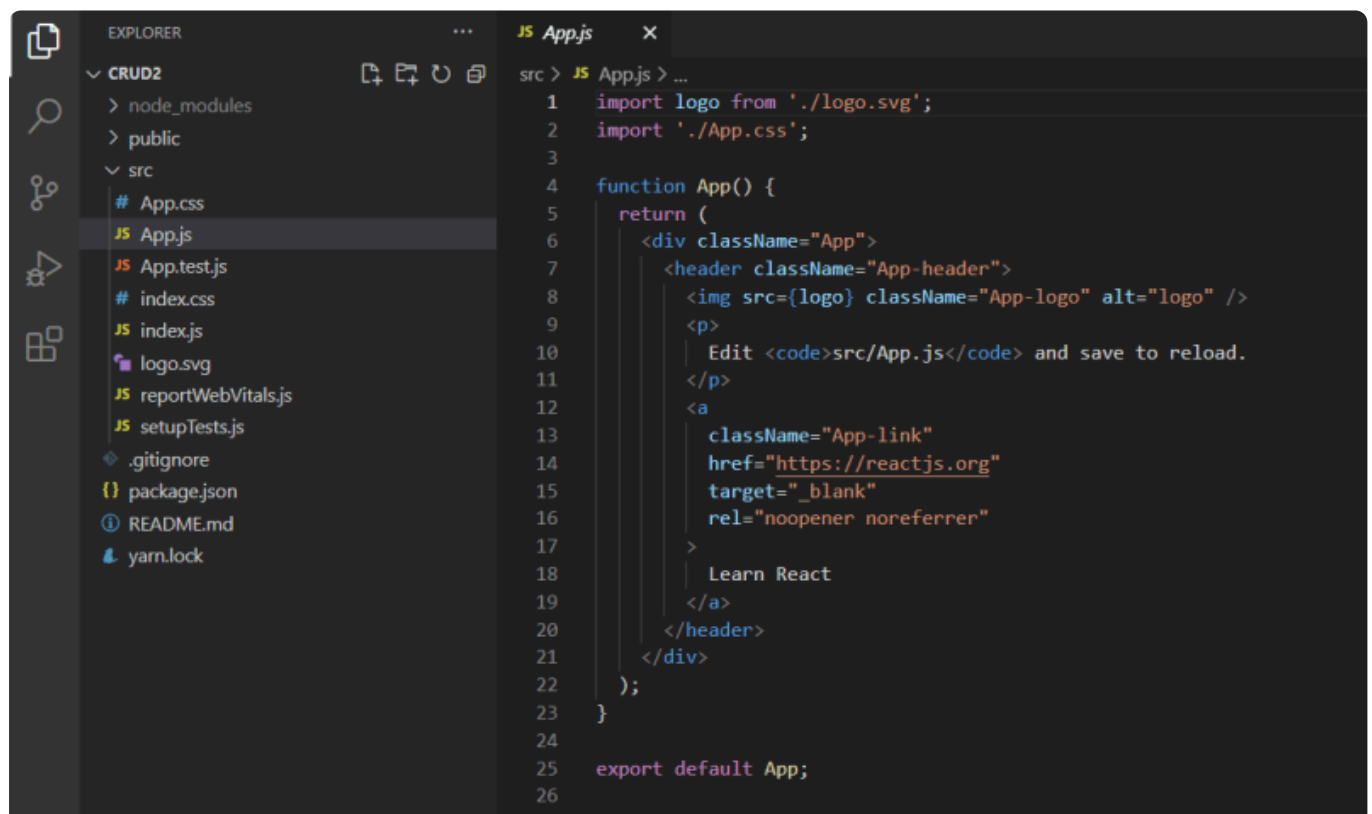 EXPLORER
CRUD2
node_modules
public
src
# App.css
JS App.js
JS App.test.js
# index.css
JS index.js
logo.svg
JS reportWebVitals.js
JS setupTests.js
.gitignore
{} package.json
README.md
yarn.lock
JS App.js
src > JS App.js > ...
1 import logo from './logo.svg';
2 import './App.css';
3
4 function App() {
5   return (
6     <div className="App">
7       <header className="App-header">
8         <img src={logo} className="App-logo" alt="logo" />
9         <p>
10           Edit <code>src/App.js</code> and save to reload.
11         </p>
12         <a
13           className="App-link"
14           href="https://reactjs.org"
15           target="_blank"
16           rel="noopener noreferrer"
17         >
18           Learn React
19         </a>
20       </header>
21     </div>
22   );
23 }
24
25 export default App;
26